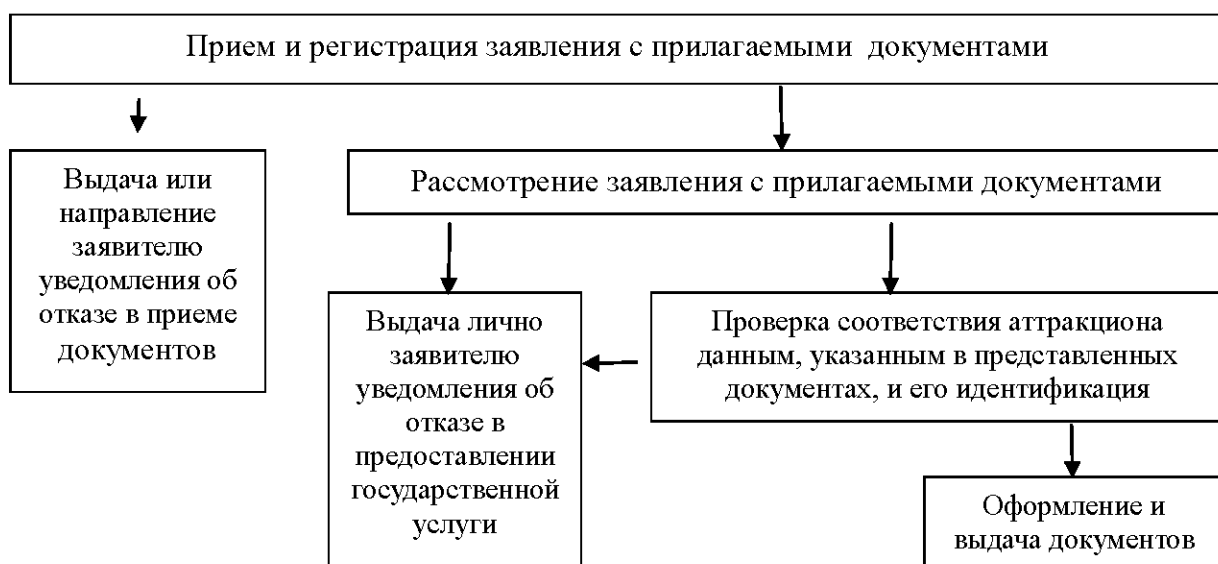 Прием и регистрация заявления с прилагаемыми документами
Выдача или
направление
заявителю
уведомления об
отказе в приеме
документов
Рассмотрение заявления с прилагаемыми документами
Выдача лично
заявителю
уведомления об
отказе в
предоставлении
государственной
услуги
Проверка соответствия аттракциона
данным, указанным в представленных
документах, и его идентификация
Оформление и
выдача документов